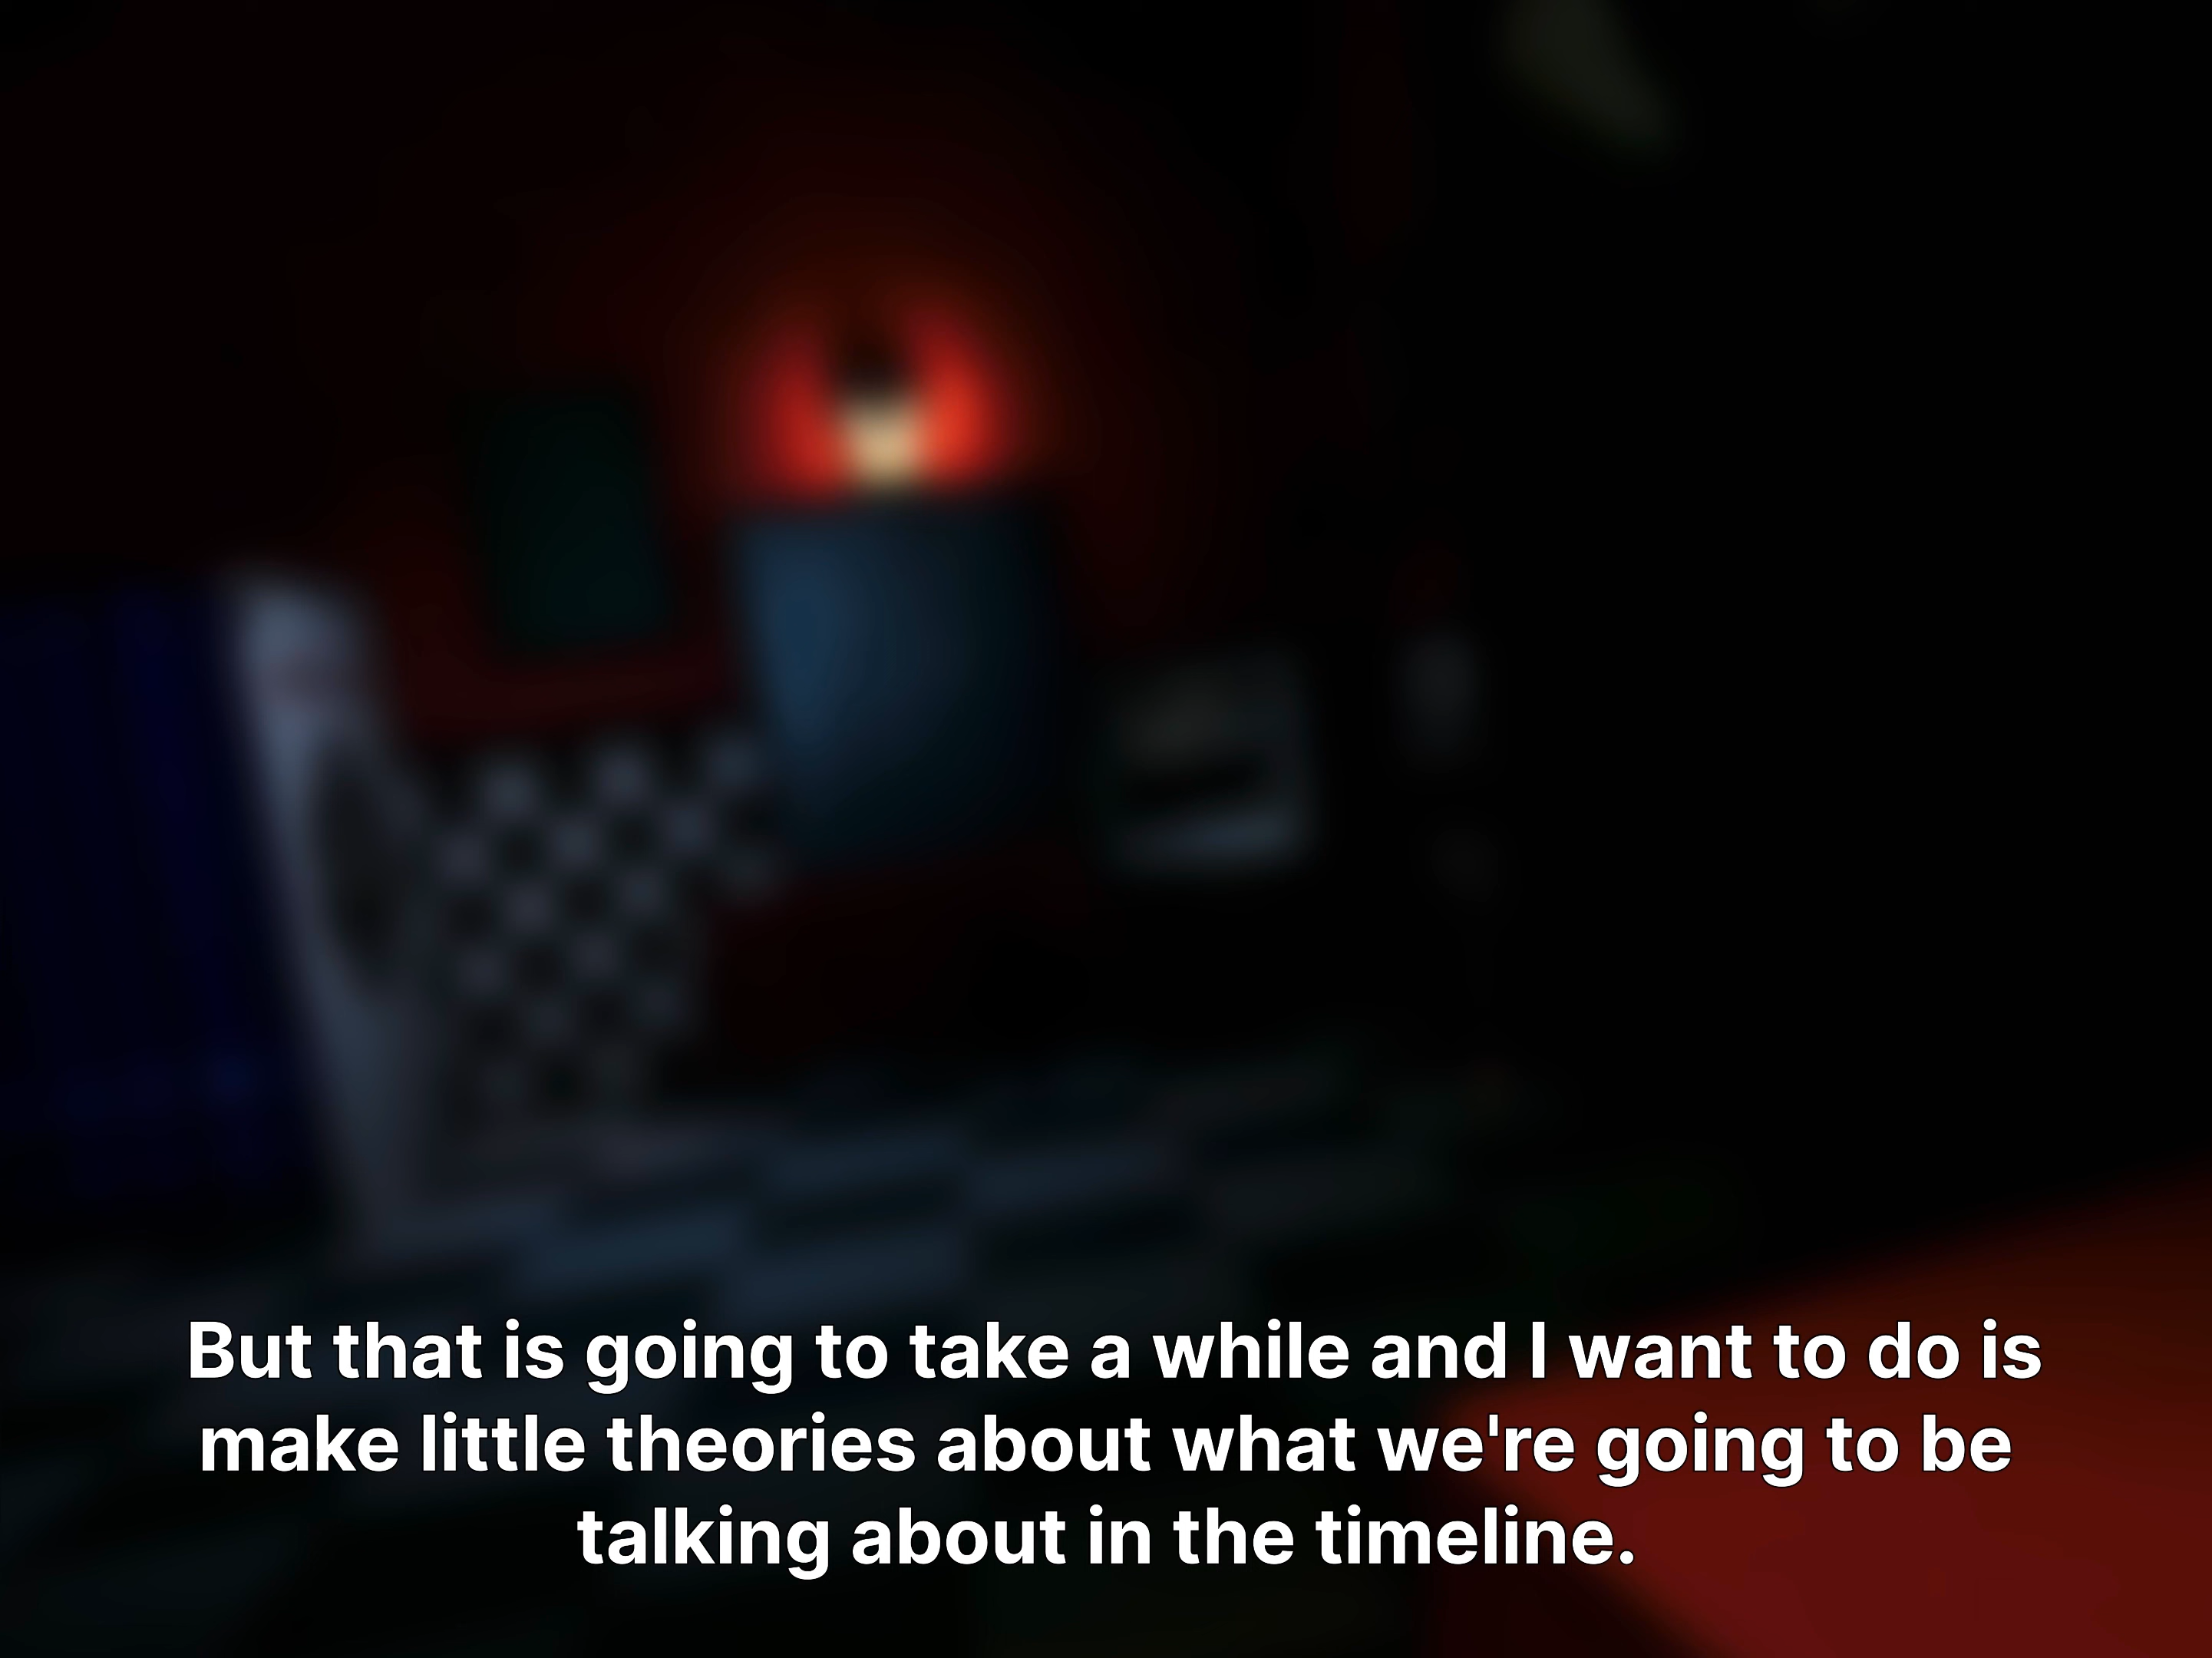 But that is going to take a while and I want to do is
make little theories about what we're going to be
talking about in the timeline.